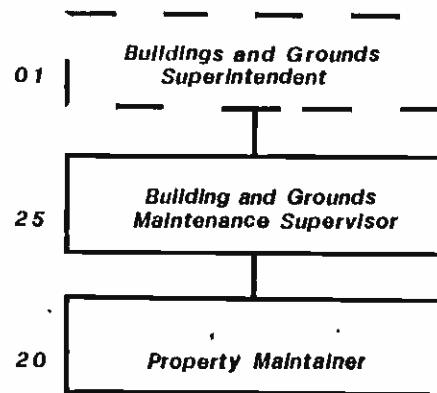 Buildings and Grounds
01 Superintendent
Building and Grounds
25 Maintenance Supervisor
20 Property Maintainer